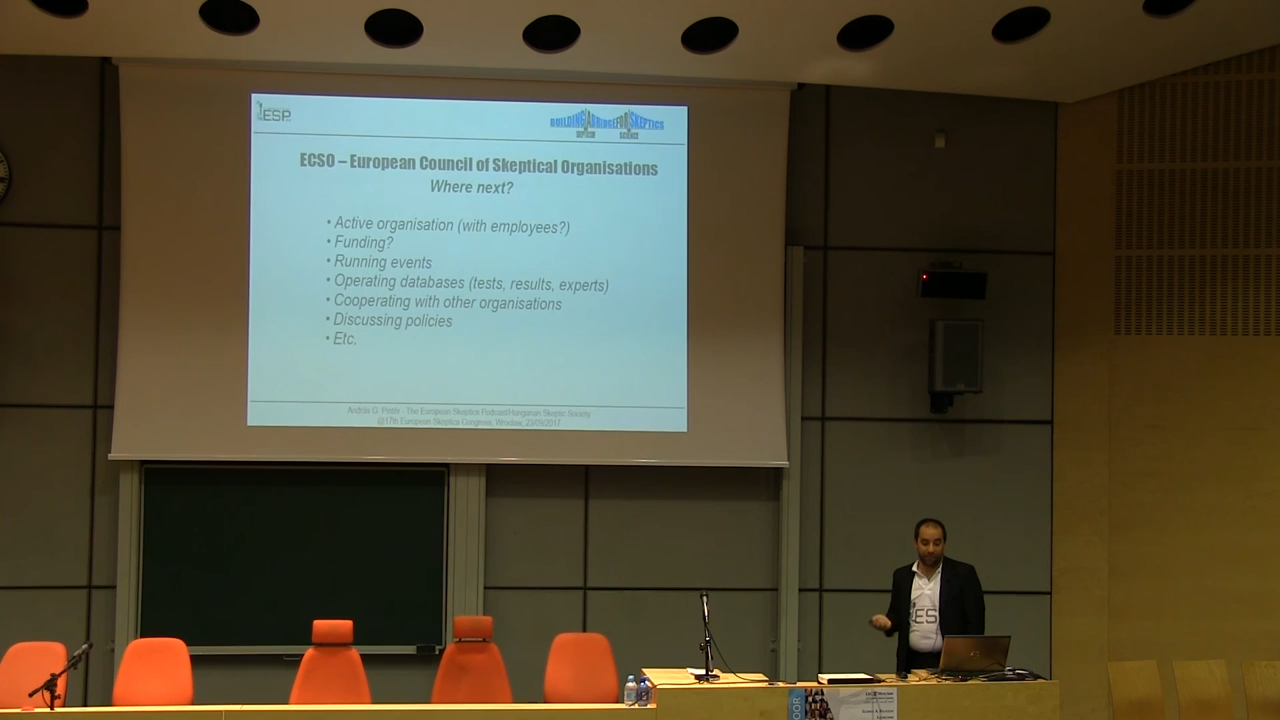 ESP
BUILDING A BRIDGE FOR SKEPTICS
SCIENCE
ECSO – European Council of Skeptical Organisations
Where next?
• Active organisation (with employees?)
• Funding?
• Running events
• Operating databases (tests, results, experts)
• Cooperating with other organisations
• Discussing policies
• Etc.
András G. Pintér - The European Skeptics Podcast/Hungarian Skeptic Society
@17th European Skeptics Congress, Wrocław, 23/09/2017
ES